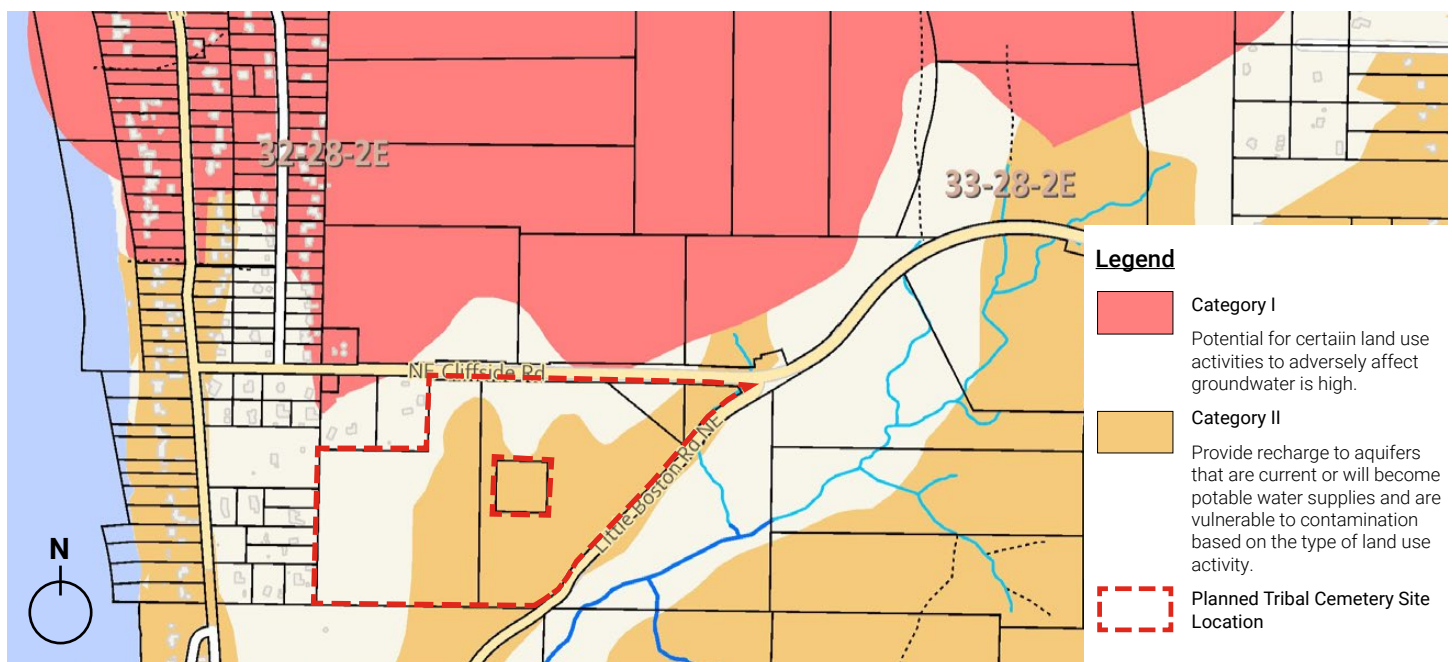 32-28-2E
33-28-2E
NE Cliffside Rd
Little Boston Rd NE
N
Legend
Category I
Potential for certaiin land use
activities to adversely affect
groundwater is high.
Category II
Provide recharge to aquifers
that are current or will become
potable water supplies and are
vulnerable to contamination
based on the type of land use
activity.
Planned Tribal Cemetery Site
Location